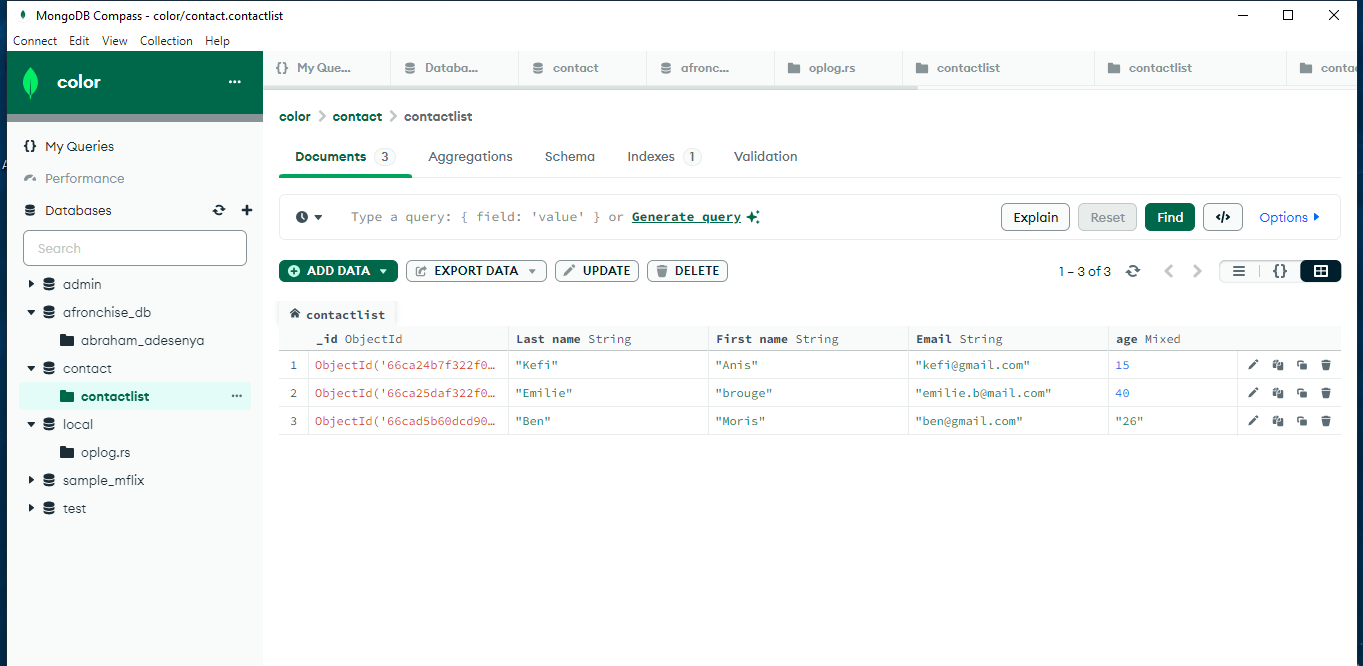 MongoDB Compass - color/contact.contactlist
Connect Edit View Collection Help
color ...
{} My Que... Databa... contact afronc... oplog.rs contactlist contactlist conta
color > contact > contactlist
My Queries
Performance
Databases
Search
admin
afronchise_db
abraham_adesenya
contact
contactlist ...
local
oplog.rs
sample_mflix
test
Documents 3 Aggregations Schema Indexes 1 Validation
Type a query: { field: 'value' } or Generate query
Explain Reset Find </> Options
ADD DATA EXPORT DATA UPDATE DELETE
1 – 3 of 3 {}
contactlist
_id ObjectId Last name String First name String Email String age Mixed
1 ObjectId('66ca24b7f322f0… "Kefi" "Anis" "kefi@gmail.com" 15
2 ObjectId('66ca25daf322f0… "Emilie" "brouge" "emilie.b@mail.com" 40
3 ObjectId('66cad5b60dcd90… "Ben" "Moris" "ben@gmail.com" "26"